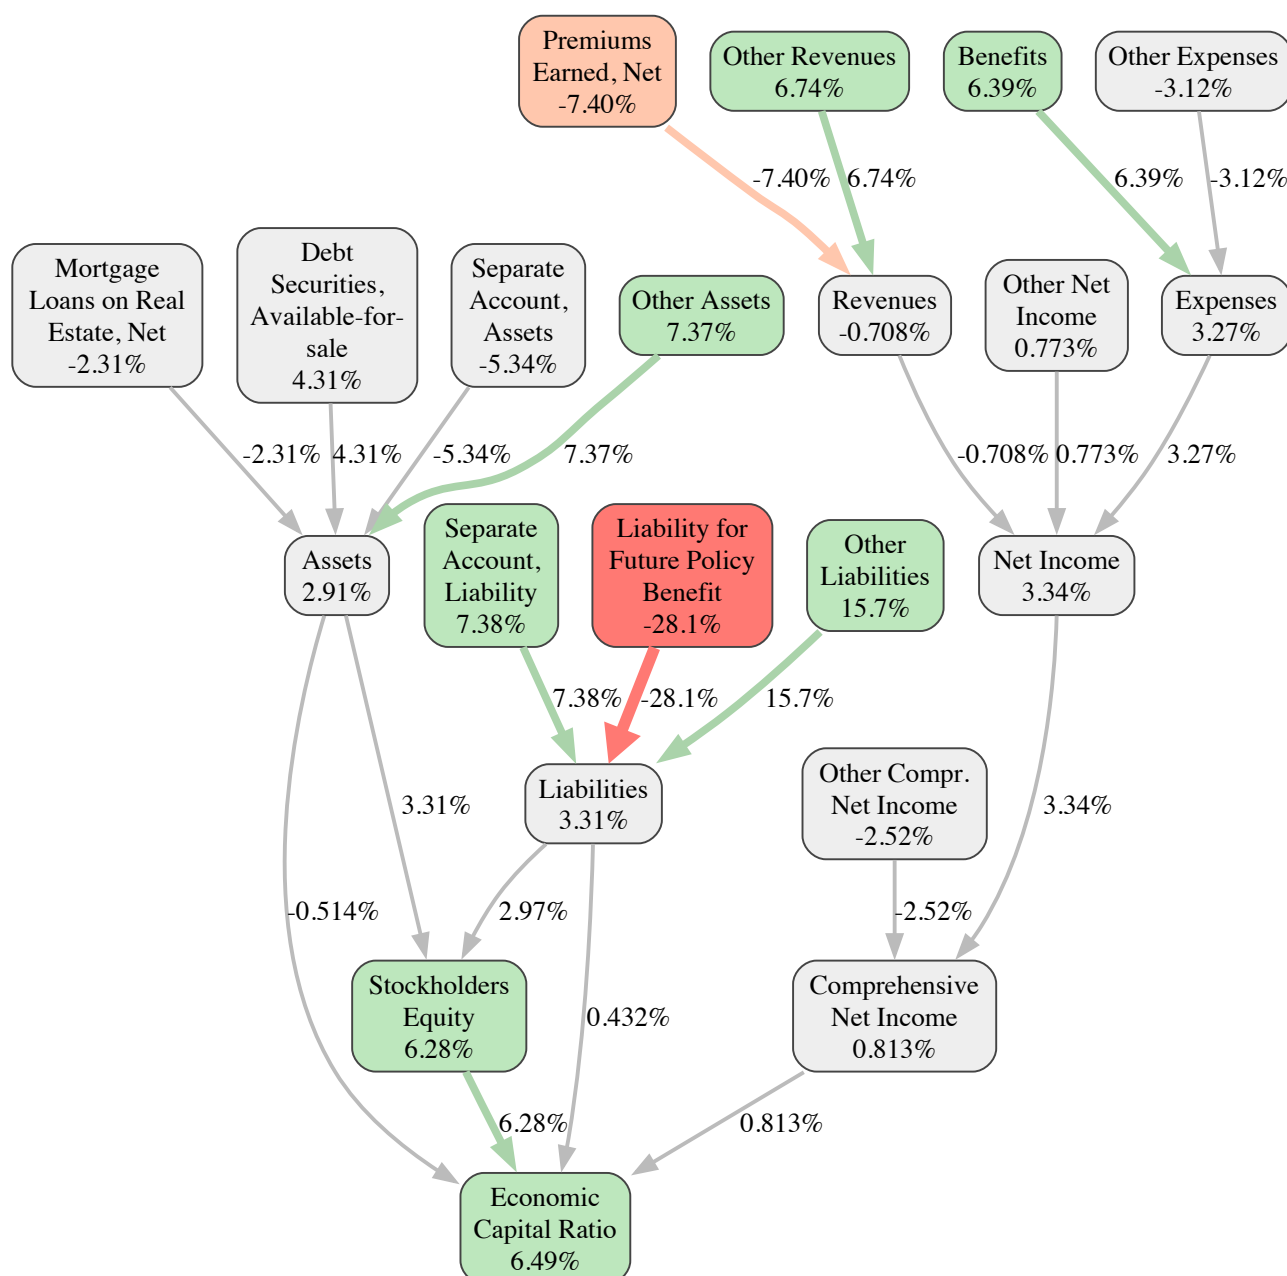 Premiums
Earned, Net
-7.40%
Other Revenues
6.74%
Benefits
6.39%
Other Expenses
-3.12%
-7.40%
6.74%
6.39%
-3.12%
Mortgage
Loans on Real
Estate, Net
-2.31%
Debt
Securities,
Available-for-
sale
4.31%
Separate
Account,
Assets
-5.34%
Other Assets
7.37%
Revenues
-0.708%
Other Net
Income
0.773%
Expenses
3.27%
-2.31%
4.31%
-5.34%
7.37%
-0.708%
0.773%
3.27%
Assets
2.91%
Separate
Account,
Liability
7.38%
Liability for
Future Policy
Benefit
-28.1%
Other
Liabilities
15.7%
Net Income
3.34%
7.38%
-28.1%
15.7%
3.31%
Liabilities
3.31%
Other Compr.
Net Income
-2.52%
3.34%
-0.514%
2.97%
-2.52%
Stockholders
Equity
6.28%
0.432%
Comprehensive
Net Income
0.813%
6.28%
0.813%
Economic
Capital Ratio
6.49%